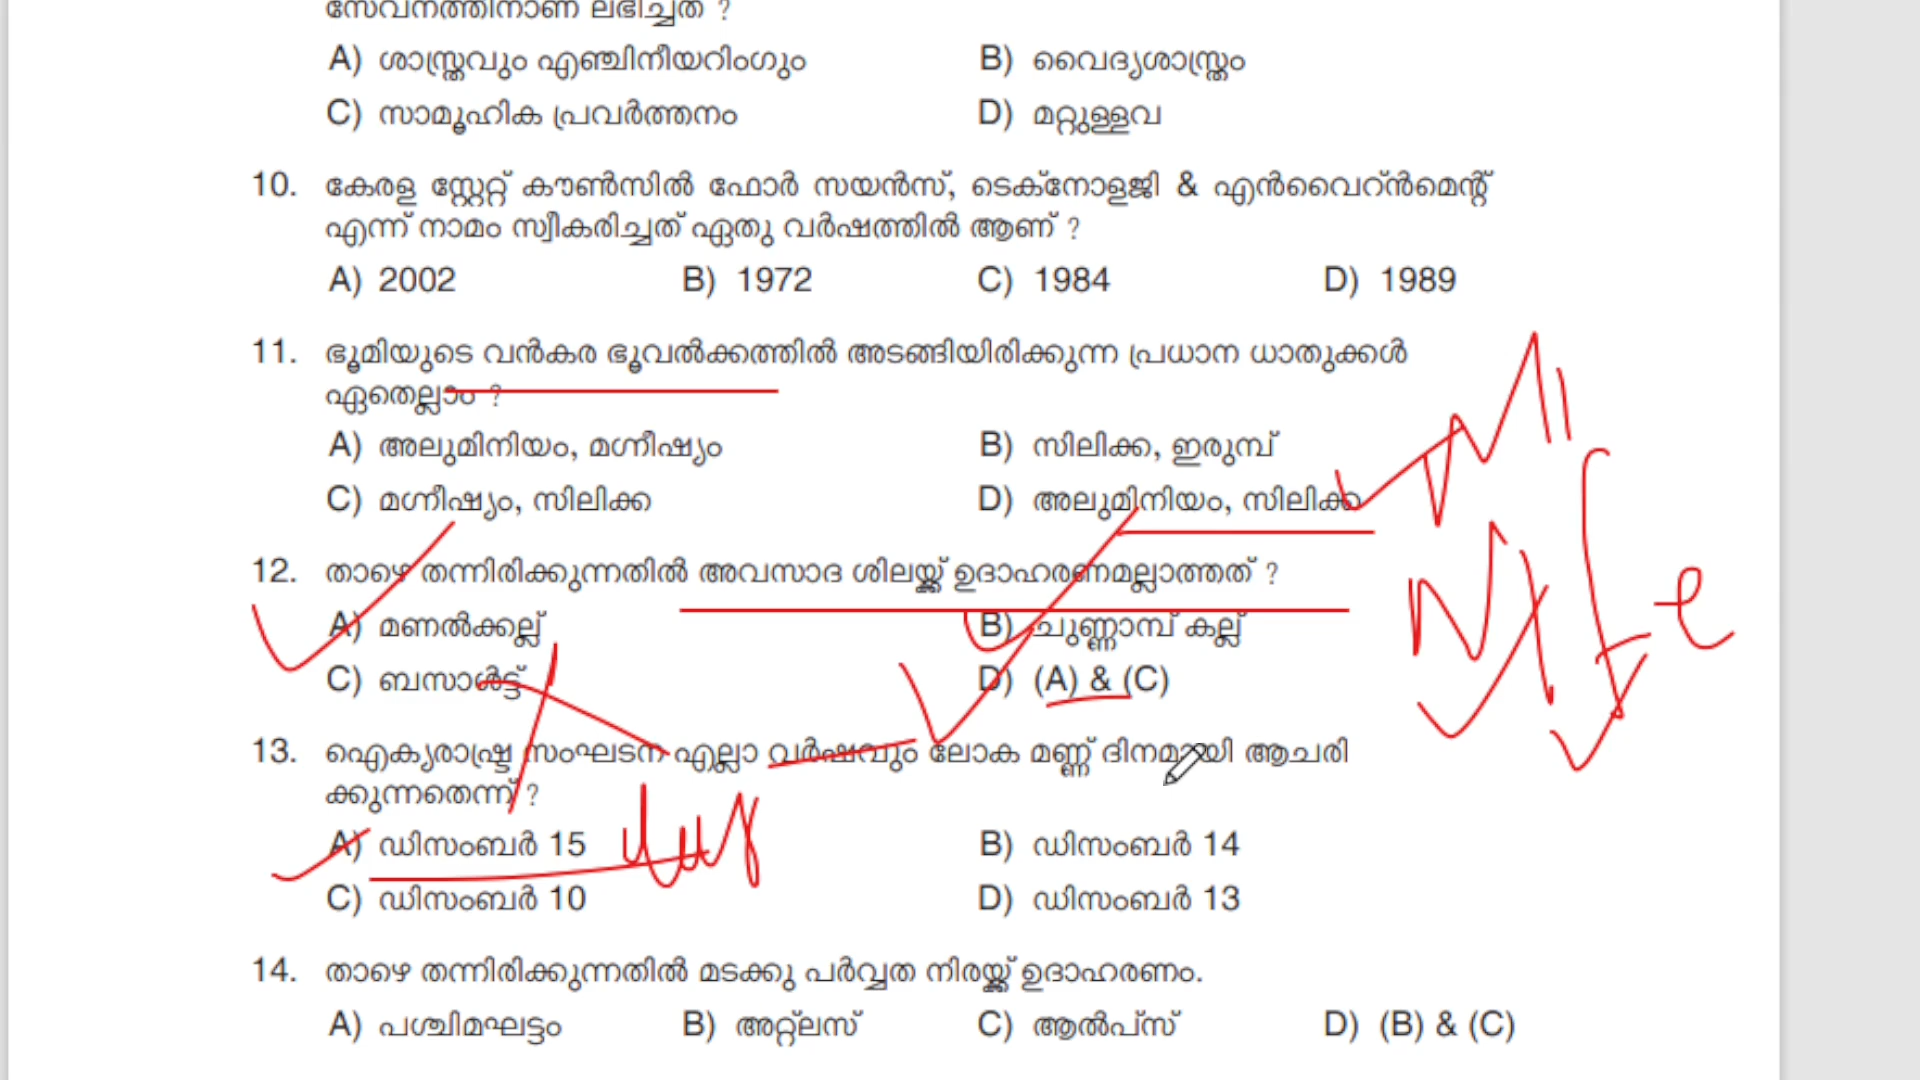 സേവനത്തിനാണ് ലഭിച്ചത് ?
A) ശാസ്ത്രവും എഞ്ചിനീയറിംഗും B) വൈദ്യശാസ്ത്രം
C) സാമൂഹിക പ്രവർത്തനം D) മറ്റുള്ളവ
10. കേരള സ്റ്റേറ്റ് കൗൺസിൽ ഫോർ സയൻസ്, ടെക്നോളജി & എൻവൈറൻമെന്റ്
എന്ന് നാമം സ്വീകരിച്ചത് ഏതു വർഷത്തിൽ ആണ് ?
A) 2002 B) 1972 C) 1984 D) 1989
11. ഭൂമിയുടെ വൻകര ഭൂവൽക്കത്തിൽ അടങ്ങിയിരിക്കുന്ന പ്രധാന ധാതുക്കൾ
ഏതെല്ലാം ?
A) അലുമിനിയം, മഗ്നീഷ്യം B) സിലിക്ക, ഇരുമ്പ്
C) മഗ്നീഷ്യം, സിലിക്ക D) അലുമിനിയം, സിലിക്ക
12. താഴെ തന്നിരിക്കുന്നതിൽ അവസാദ ശിലയ്ക്ക് ഉദാഹരണമല്ലാത്തത് ?
A) മണൽക്കല്ല് B) ചുണ്ണാമ്പ് കല്ല്
C) ബസാൾട്ട് D) (A) & (C)
13. ഐക്യരാഷ്ട്ര സംഘടന എല്ലാ വർഷവും ലോക മണ്ണ് ദിനമായി ആചരി
ക്കുന്നതെന്ന് ?
A) ഡിസംബർ 15 B) ഡിസംബർ 14
C) ഡിസംബർ 10 D) ഡിസംബർ 13
14. താഴെ തന്നിരിക്കുന്നതിൽ മടക്കു പർവ്വത നിരയ്ക്ക് ഉദാഹരണം.
A) പശ്ചിമഘട്ടം B) അറ്റ്ലസ് C) ആൽപ്സ് D) (B) & (C)